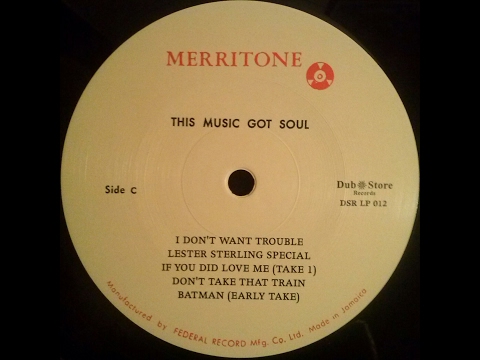 MERRITONE
THIS MUSIC GOT SOUL
Side C
Dub Store
Records
DSR LP 012
I DON'T WANT TROUBLE
LESTER STERLING SPECIAL
IF YOU DID LOVE ME (TAKE 1)
DON'T TAKE THAT TRAIN
BATMAN (EARLY TAKE)
Manufactured by FEDERAL RECORD Mfg. Co. Ltd. Made in Jamaica